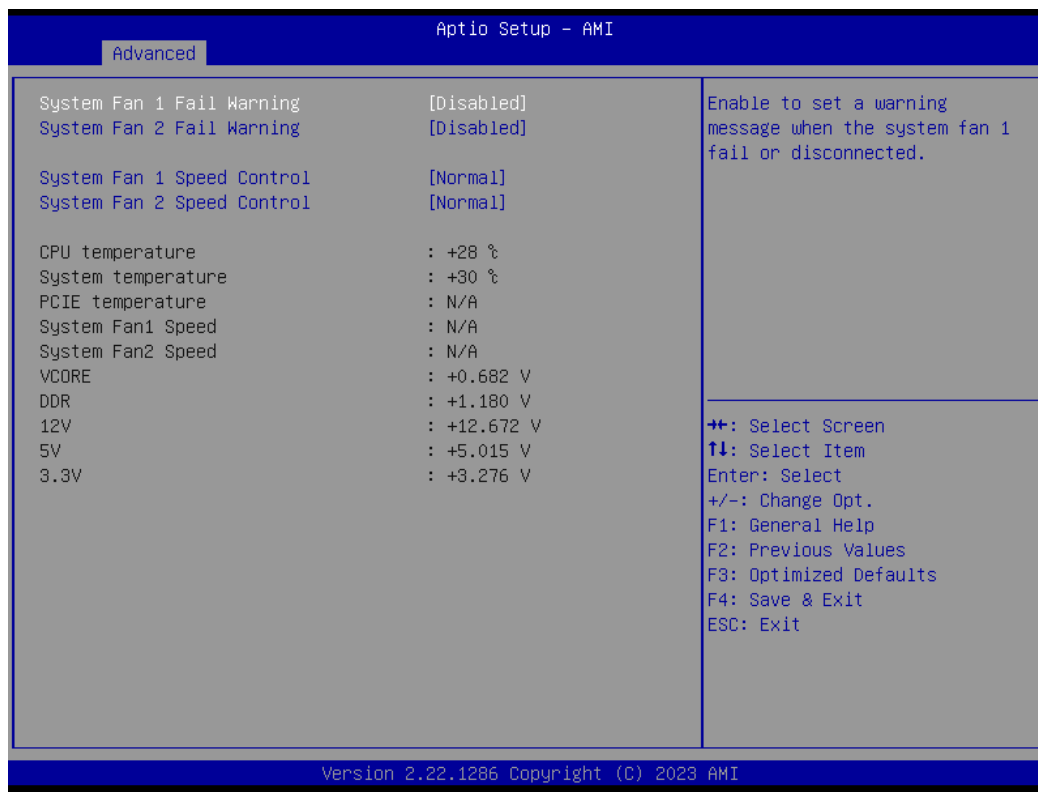 Aptio Setup - AMI
Advanced
System Fan 1 Fail Warning [Disabled]
System Fan 2 Fail Warning [Disabled]
System Fan 1 Speed Control [Normal]
System Fan 2 Speed Control [Normal]
CPU temperature : +28 ℃
System temperature : +30 ℃
PCIE temperature : N/A
System Fan1 Speed : N/A
System Fan2 Speed : N/A
VCORE : +0.682 V
DDR : +1.180 V
12V : +12.672 V
5V : +5.015 V
3.3V : +3.276 V
Enable to set a warning
message when the system fan 1
fail or disconnected.
→←: Select Screen
↑↓: Select Item
Enter: Select
+/-: Change Opt.
F1: General Help
F2: Previous Values
F3: Optimized Defaults
F4: Save & Exit
ESC: Exit
Version 2.22.1286 Copyright (C) 2023 AMI